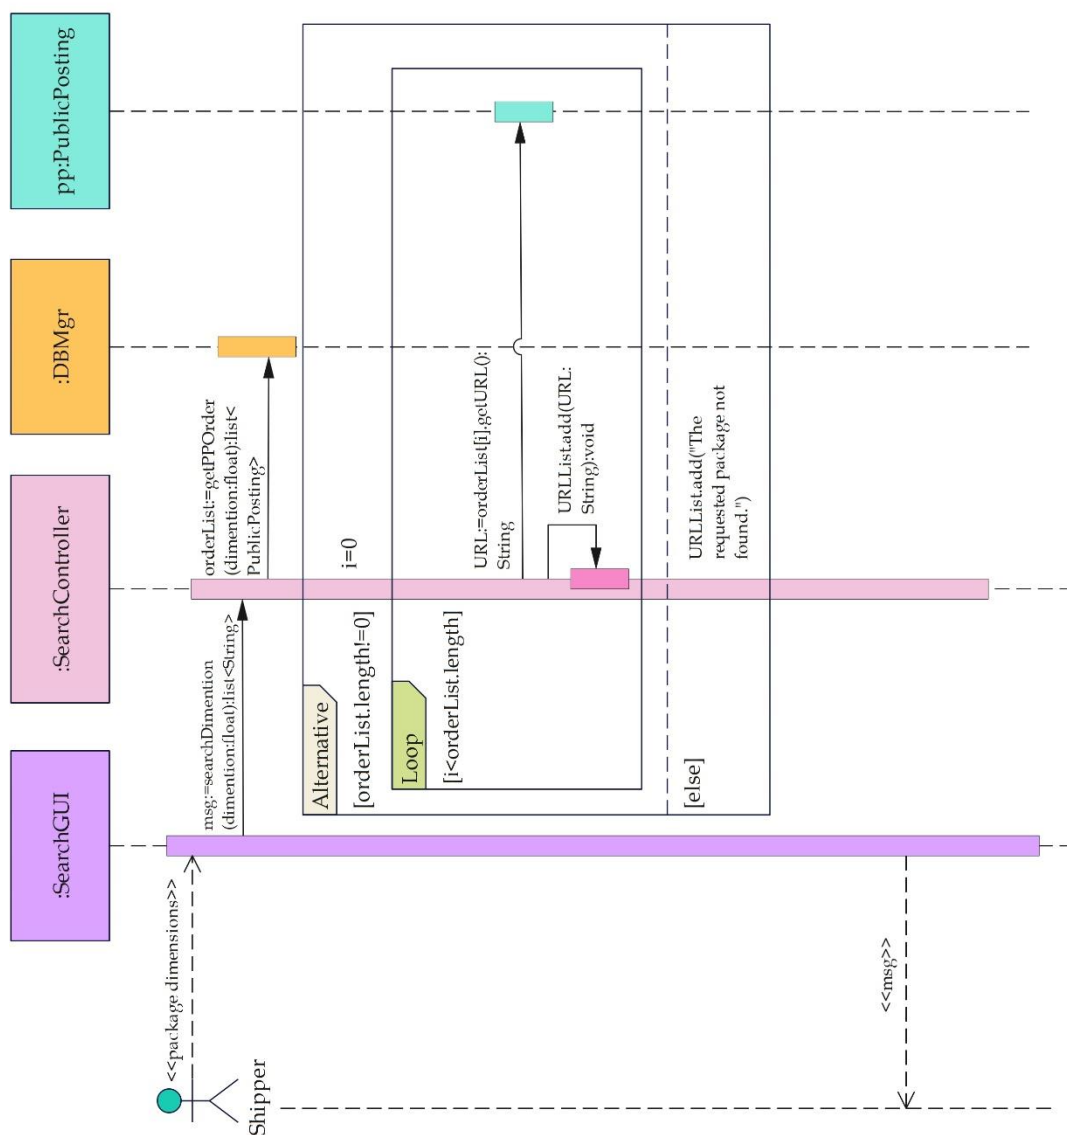 Shipper
:SearchGUI
:SearchController
:DBMgr
pp:PublicPosting
<<package dimensions>>
msg:=searchDimention
(dimention:float):list<String>
orderList:=getPPOrder
(dimention:float):list<
PublicPosting>
Alternative
[orderList.length!=0]
i=0
Loop
[i<orderList.length]
URL:=orderList[i].getURL():
String
URLList.add(URL:
String):void
[else]
URLList.add("The
requested package not
found.")
<<msg>>